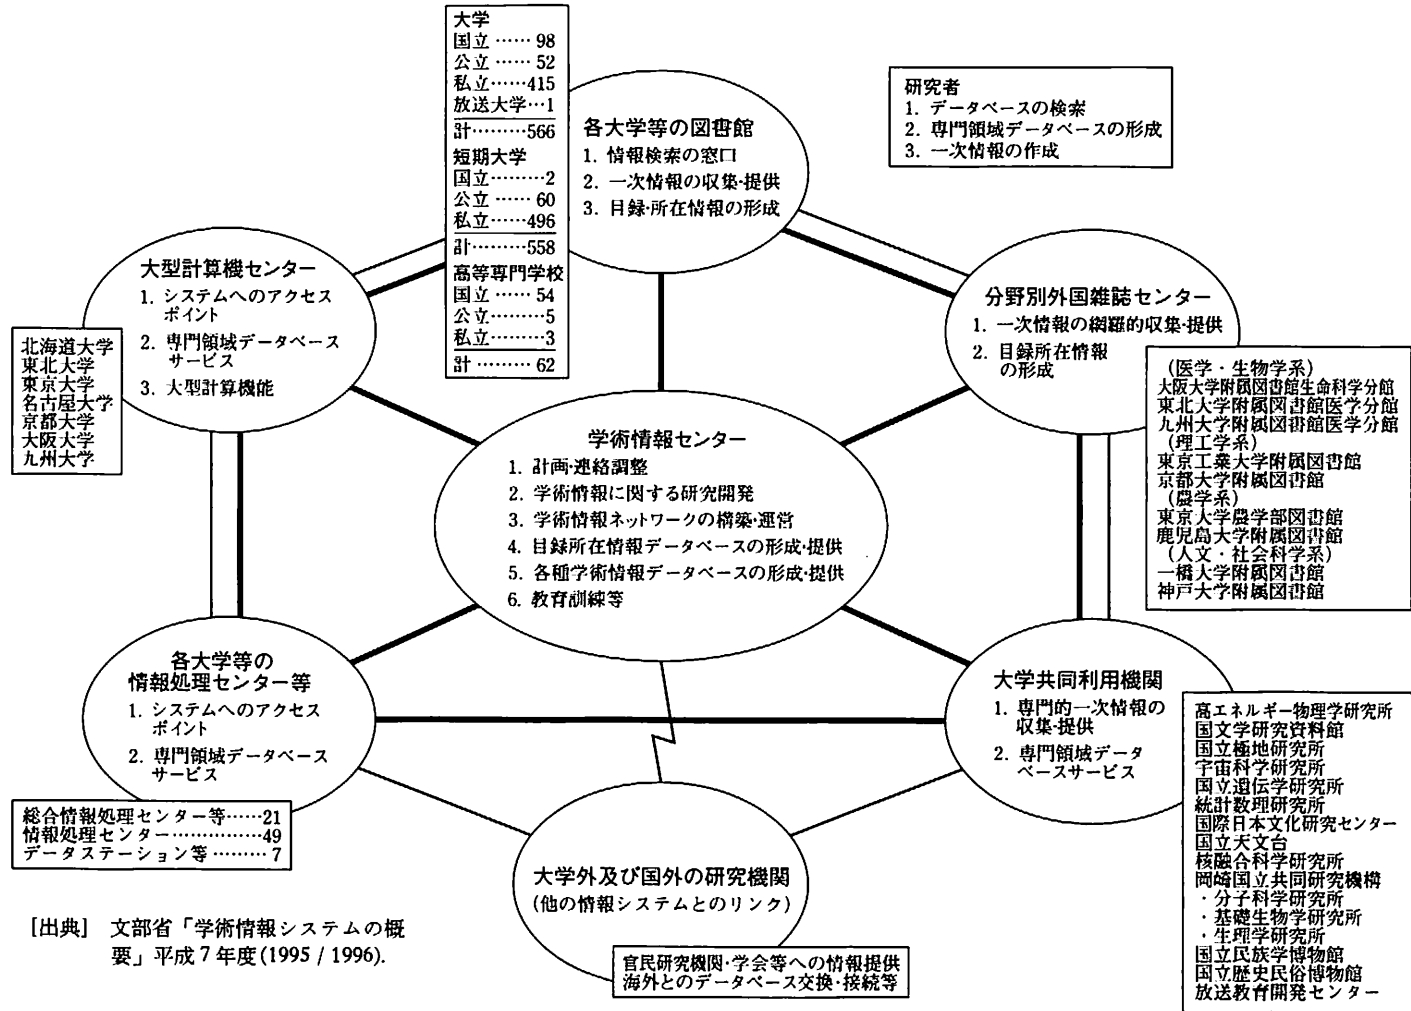 大学
国立……98
公立……52
私立……415
放送大学…1
計………566
短期大学
国立………2
公立……60
私立……496
計………558
高等専門学校
国立……54
公立………5
私立………3
計………62
各大学等の図書館
1. 情報検索の窓口
2. 一次情報の収集・提供
3. 目録・所在情報の形成
研究者
1. データベースの検索
2. 専門領域データベースの形成
3. 一次情報の作成
大型計算機センター
1. システムへのアクセス
ポイント
2. 専門領域データベース
サービス
3. 大型計算機能
北海道大学
東北大学
東京大学
名古屋大学
京都大学
大阪大学
九州大学
分野別外国雑誌センター
1. 一次情報の網羅的収集・提供
2. 目録所在情報
の形成
(医学・生物学系)
大阪大学附属図書館生命科学分館
東北大学附属図書館医学分館
九州大学附属図書館医学分館
(理工学系)
東京工業大学附属図書館
京都大学附属図書館
(農学系)
東京大学農学部図書館
鹿児島大学附属図書館
(人文・社会科学系)
一橋大学附属図書館
神戸大学附属図書館
学術情報センター
1. 計画・連絡調整
2. 学術情報に関する研究開発
3. 学術情報ネットワークの構築・運営
4. 目録所在情報データベースの形成・提供
5. 各種学術情報データベースの形成・提供
6. 教育訓練等
各大学等の
情報処理センター等
1. システムへのアクセス
ポイント
2. 専門領域データベース
サービス
総合情報処理センター等……21
情報処理センター……………49
データステーション等………7
大学共同利用機関
1. 専門的一次情報の
収集・提供
2. 専門領域データ
ベースサービス
高エネルギー物理学研究所
国文学研究資料館
国立極地研究所
宇宙科学研究所
国立遺伝学研究所
統計数理研究所
国際日本文化研究センター
国立天文台
核融合科学研究所
岡崎国立共同研究機構
・分子科学研究所
・基礎生物学研究所
・生理学研究所
国立民族学博物館
国立歴史民俗博物館
放送教育開発センター
大学外及び国外の研究機関
(他の情報システムとのリンク)
官民研究機関・学会等への情報提供
海外とのデータベース交換・接続等
[出典] 文部省「学術情報システムの概
要」平成7年度(1995 / 1996).